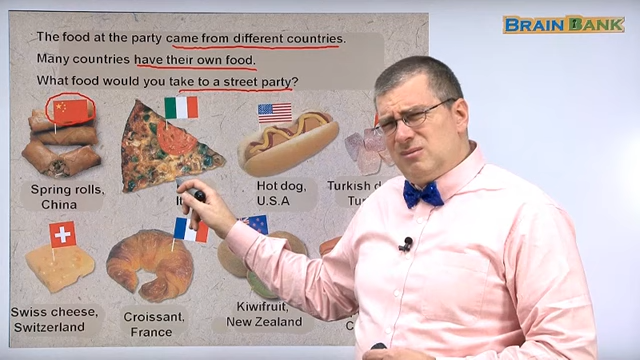 BRAIN BANK
The food at the party came from different countries.
Many countries have their own food.
What food would you take to a street party?
Spring rolls,
China
Hot dog,
U.S.A
Turkish d
Tur
Swiss cheese,
Switzerland
Croissant,
France
Kiwifruit,
New Zealand